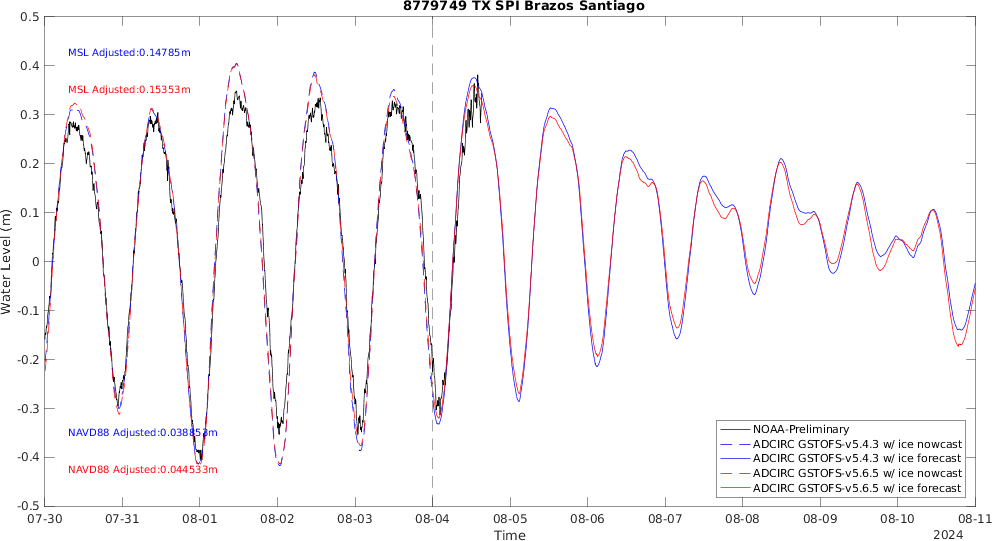 8779749 TX SPI Brazos Santiago
0.5
0.4
0.3
0.2
0.1
0
-0.1
-0.2
-0.3
-0.4
-0.5
Water Level (m)
MSL Adjusted:0.14785m
MSL Adjusted:0.15353m
NAVD88 Adjusted:0.038853m
NAVD88 Adjusted:0.044533m
NOAA-Preliminary
ADCIRC GSTOFS-v5.4.3 w/ ice nowcast
ADCIRC GSTOFS-v5.4.3 w/ ice forecast
ADCIRC GSTOFS-v5.6.5 w/ ice nowcast
ADCIRC GSTOFS-v5.6.5 w/ ice forecast
07-30 07-31 08-01 08-02 08-03 08-04 08-05 08-06 08-07 08-08 08-09 08-10 08-11
Time
2024